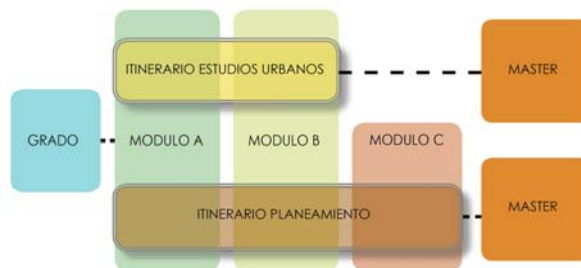 ITINERARIO ESTUDIOS URBANOS
MASTER
GRADO
MODULO A
MODULO B
MODULO C
ITINERARIO PLANEAMIENTO
MASTER